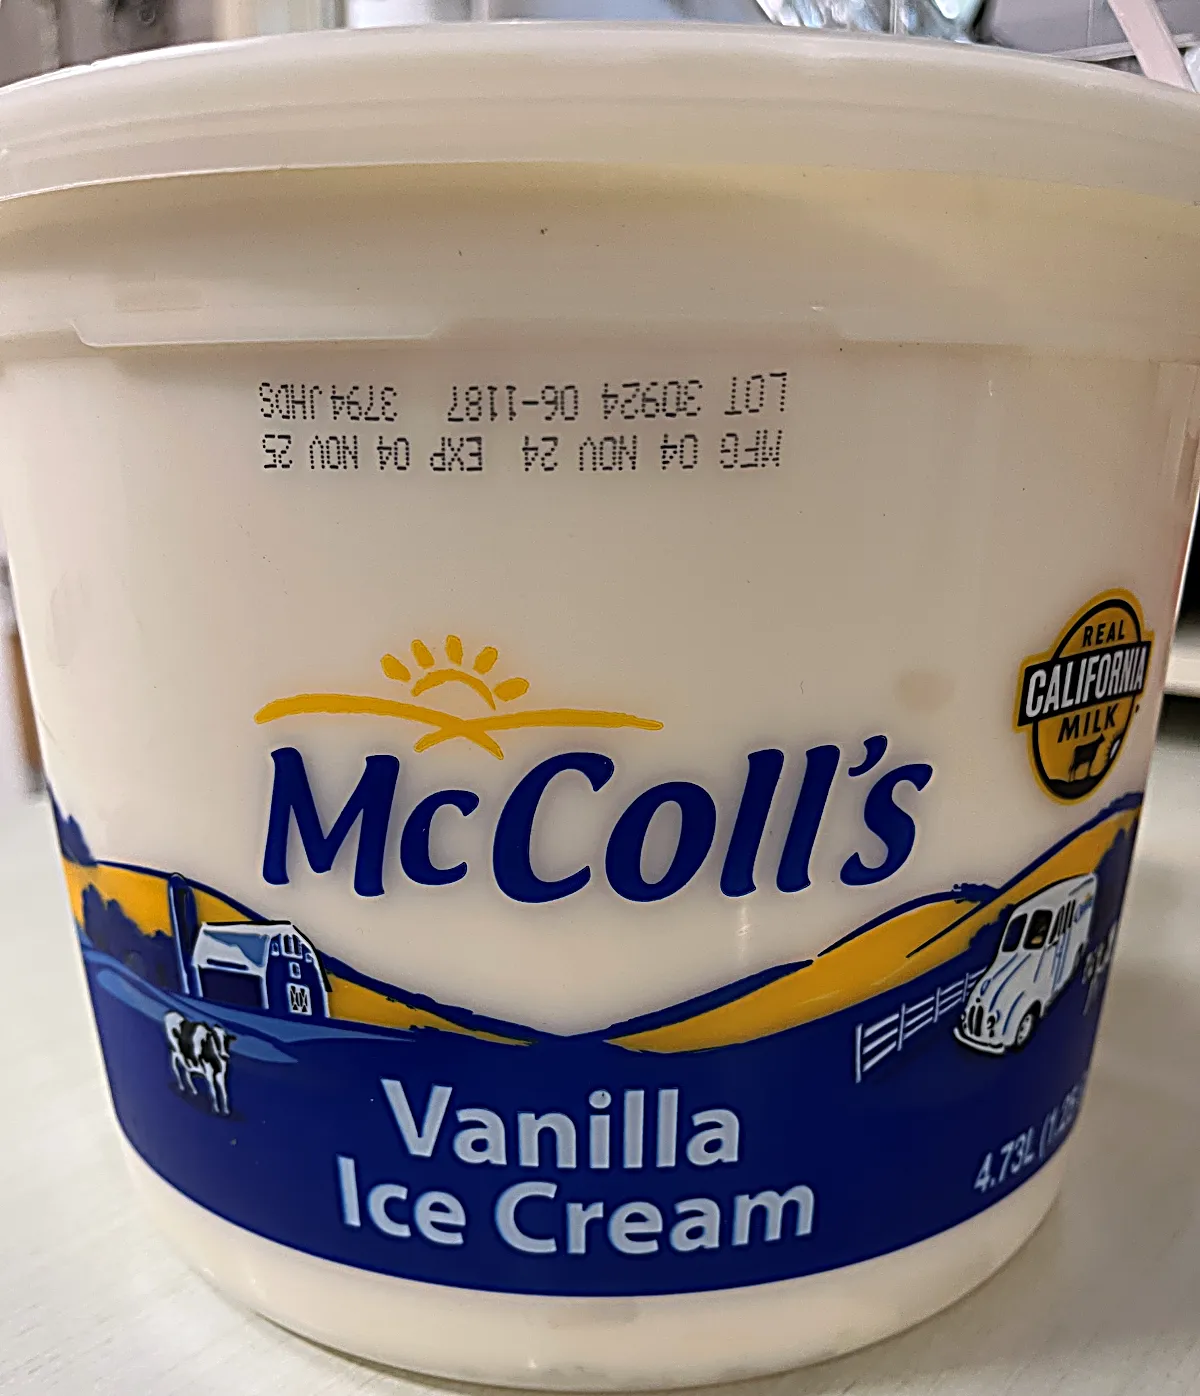 MFG 04 NOV 24 EXP 04 NOV 25
LOT 30924 06-1187 3794JHDS
McColl's
REAL
CALIFORNIA
MILK
Vanilla
Ice Cream
4.73L